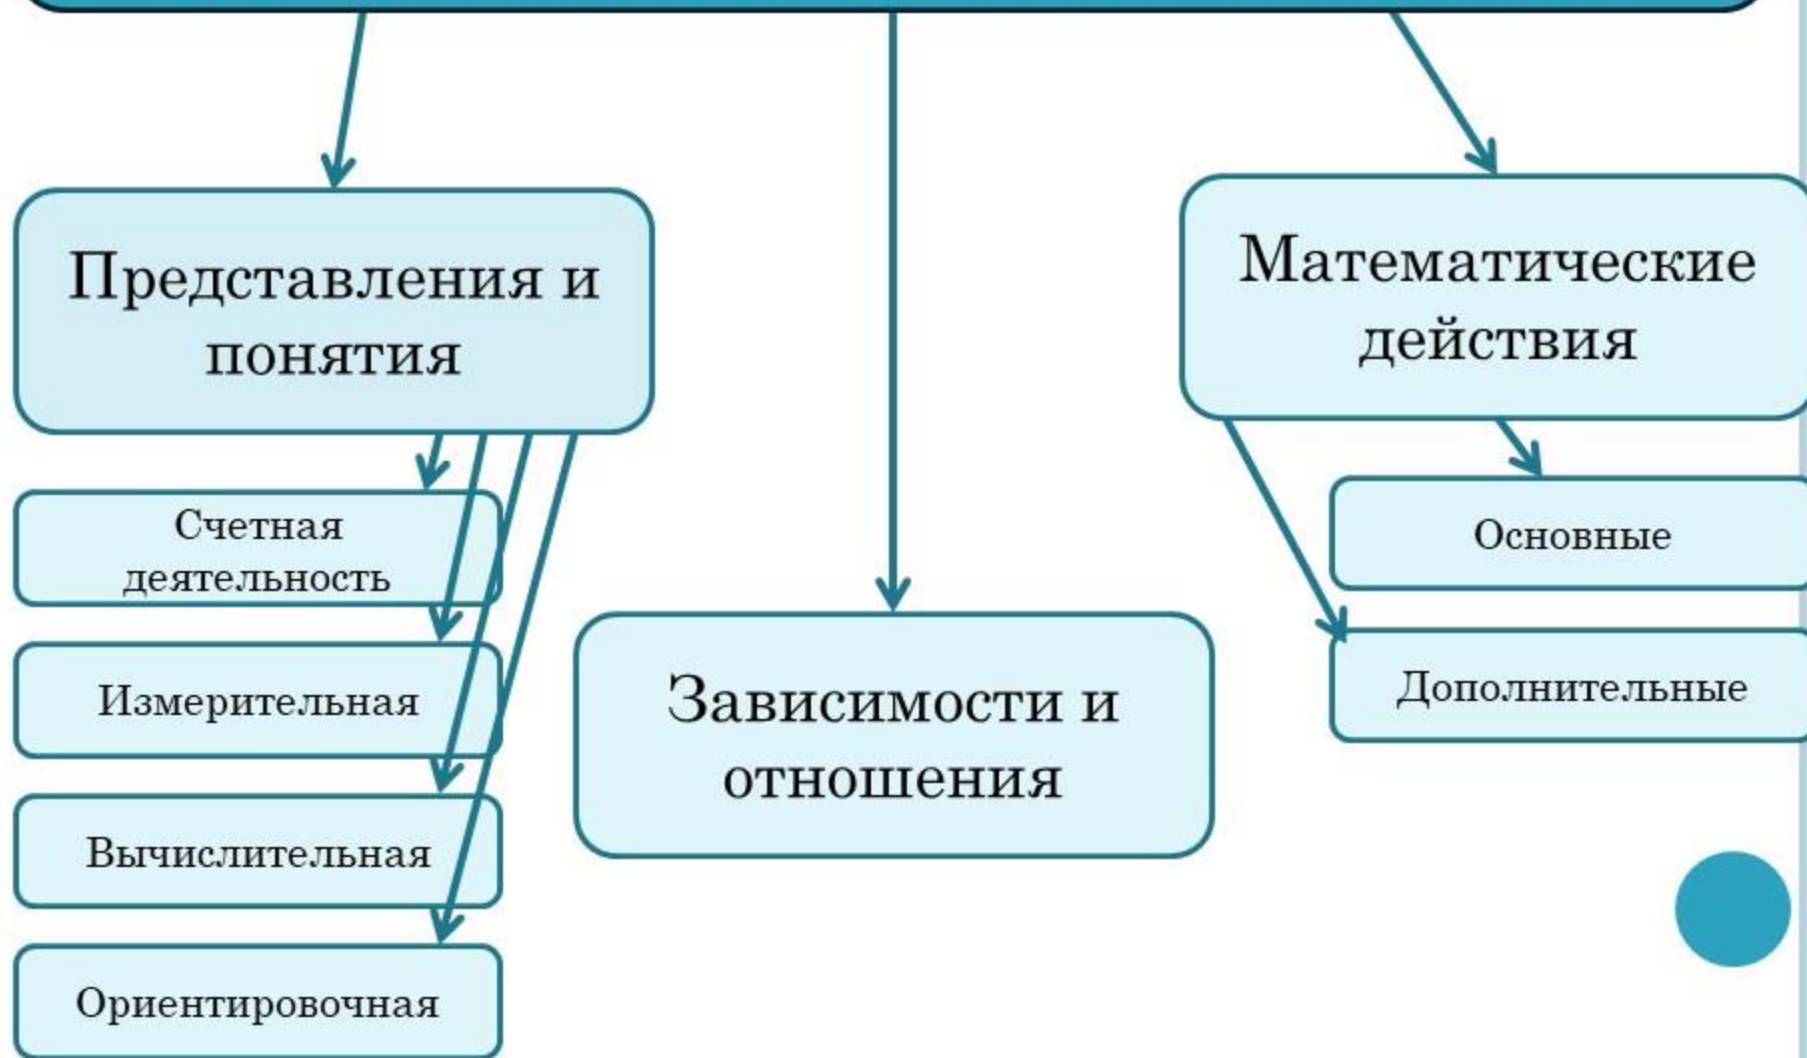 Представления и
понятия
Счетная
деятельность
Измерительная
Вычислительная
Ориентировочная
Зависимости и
отношения
Математические
действия
Основные
Дополнительные